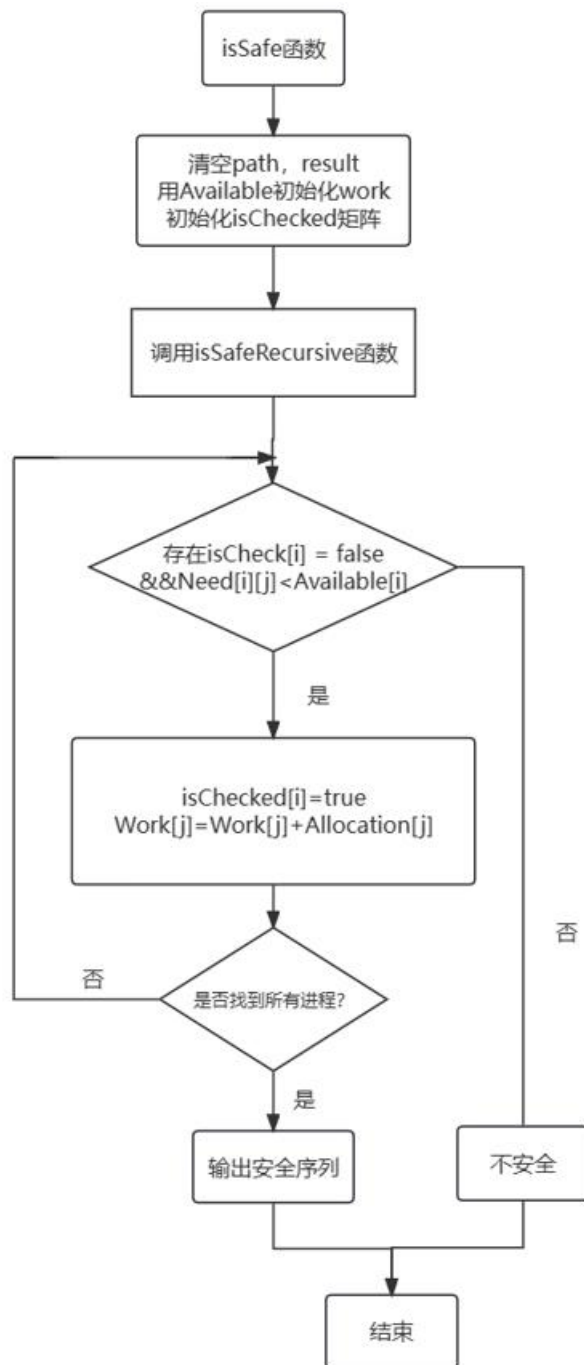 isSafe函数
清空path，result
用Available初始化work
初始化isChecked矩阵
调用isSafeRecursive函数
存在isCheck[i] = false
&&Need[i][j]<Available[i]
是
isChecked[i]=true
Work[j]=Work[j]+Allocation[j]
否
否
是否找到所有进程?
是
输出安全序列
不安全
结束